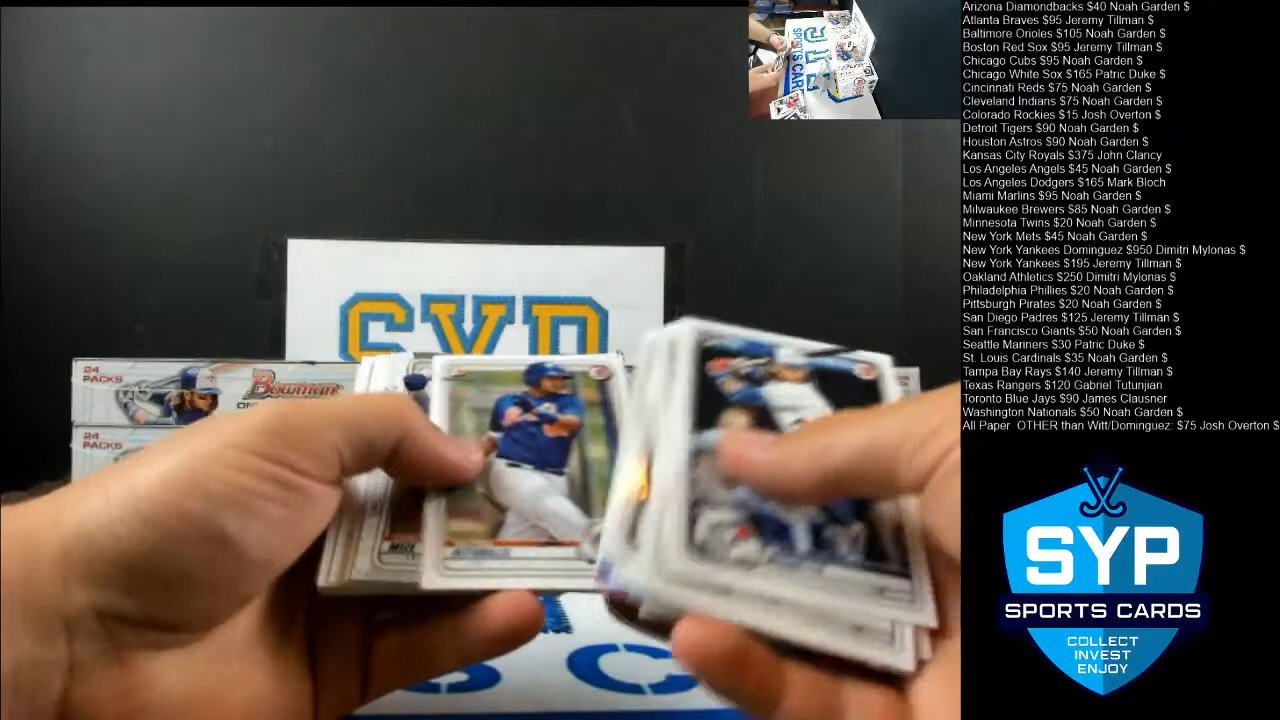 Arizona Diamondbacks $40 Noah Garden $
Atlanta Braves $95 Jeremy Tillman $
Baltimore Orioles $105 Noah Garden $
Boston Red Sox $95 Jeremy Tillman $
Chicago Cubs $95 Noah Garden $
Chicago White Sox $165 Patric Duke $
Cincinnati Reds $75 Noah Garden $
Cleveland Indians $75 Noah Garden $
Colorado Rockies $15 Josh Overton $
Detroit Tigers $90 Noah Garden $
Houston Astros $90 Noah Garden $
Kansas City Royals $375 John Clancy
Los Angeles Angels $45 Noah Garden $
Los Angeles Dodgers $165 Mark Bloch
Miami Marlins $95 Noah Garden $
Milwaukee Brewers $85 Noah Garden $
Minnesota Twins $20 Noah Garden $
New York Mets $45 Noah Garden $
New York Yankees Dominguez $950 Dimitri Mylonas $
New York Yankees $195 Jeremy Tillman $
Oakland Athletics $250 Dimitri Mylonas $
Philadelphia Phillies $20 Noah Garden $
Pittsburgh Pirates $20 Noah Garden $
San Diego Padres $125 Jeremy Tillman $
San Francisco Giants $50 Noah Garden $
Seattle Mariners $30 Patric Duke $
St. Louis Cardinals $35 Noah Garden $
Tampa Bay Rays $140 Jeremy Tillman $
Texas Rangers $120 Gabriel Tutunjian
Toronto Blue Jays $90 James Clausner
Washington Nationals $50 Noah Garden $
All Paper OTHER than Witt/Dominguez: $75 Josh Overton $
SYP
SPORTS CARDS
COLLECT
INVEST
ENJOY
SYP
24
PACKS
Bowman
24
PACKS
SPORTS CAR